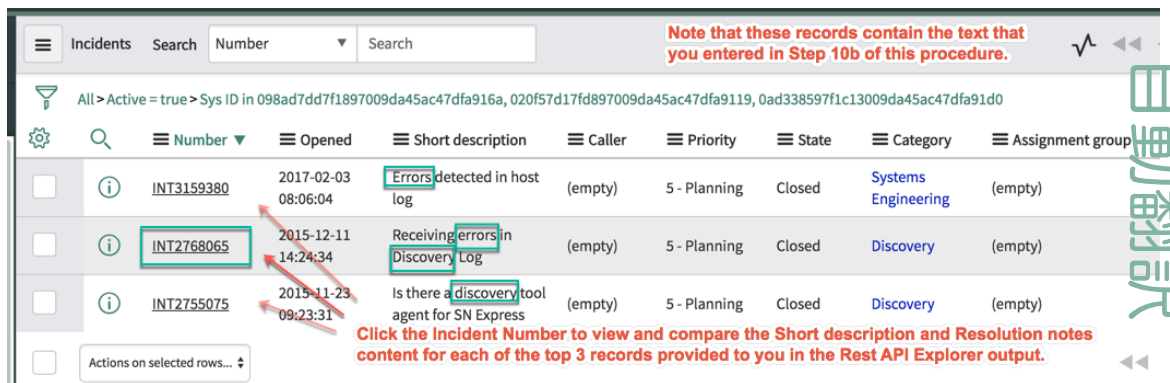 Incidents Search Number Search
Note that these records contain the text that
you entered in Step 10b of this procedure.
All > Active = true > Sys ID in 098ad7dd7f1897009da45ac47dfa916a, 020f57d17fd897009da45ac47dfa9119, 0ad338597f1c13009da45ac47dfa91d0
Number Opened Short description Caller Priority State Category Assignment group
INT3159380 2017-02-03 08:06:04 Errors detected in host log (empty) 5 - Planning Closed Systems Engineering (empty)
INT2768065 2015-12-11 14:24:34 Receiving errors in Discovery Log (empty) 5 - Planning Closed Discovery (empty)
INT2755075 2015-11-23 09:23:31 Is there a discovery tool agent for SN Express (empty) 5 - Planning Closed Discovery (empty)
Click the Incident Number to view and compare the Short description and Resolution notes
content for each of the top 3 records provided to you in the Rest API Explorer output.
Actions on selected rows...
自動翻訳